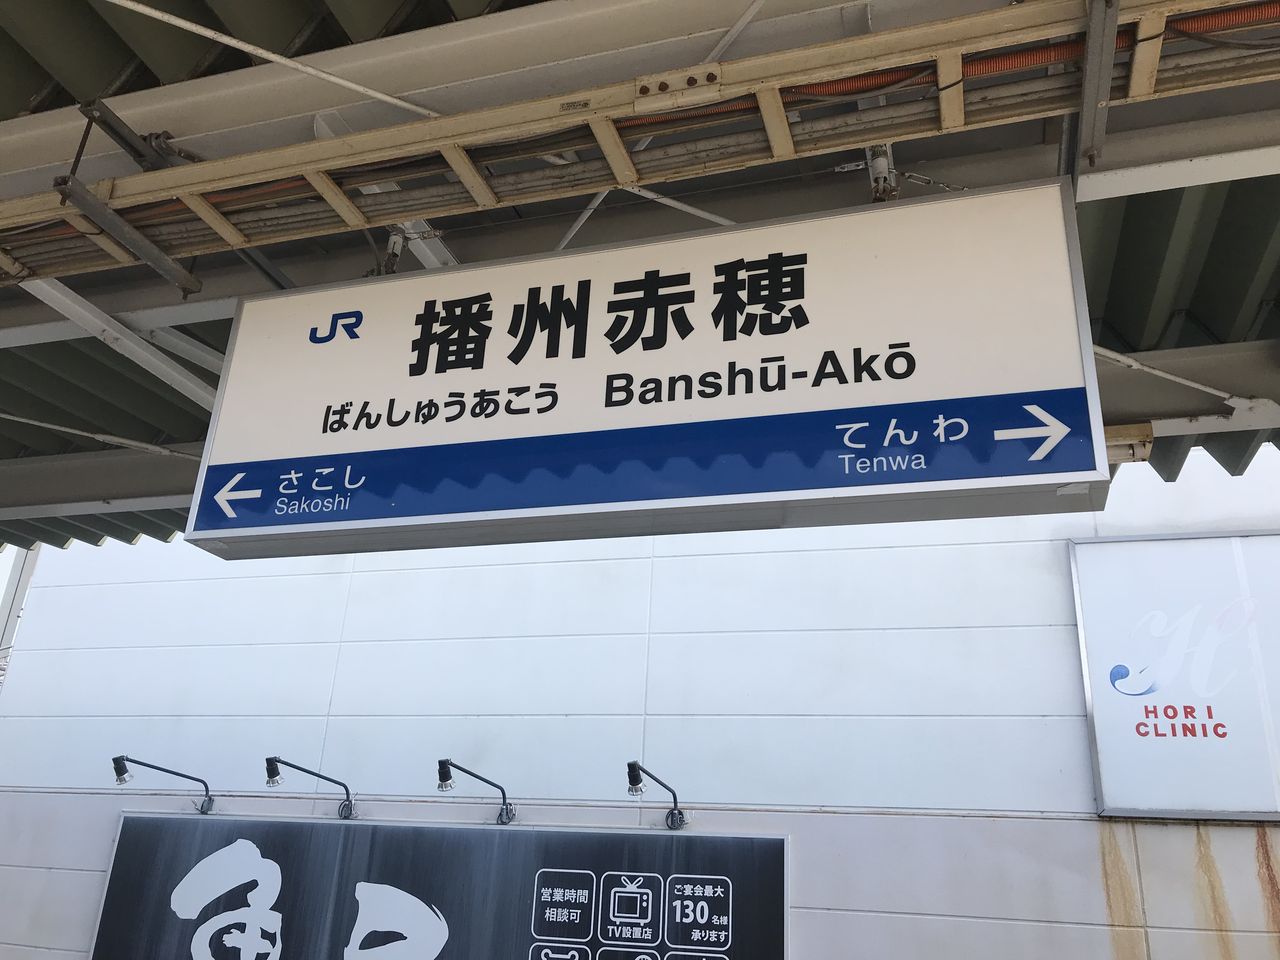 JR 播州赤穂
ばんしゅうあこう Banshū-Akō
← さこし
Sakoshi
てんわ →
Tenwa
H
HORI
CLINIC
営業時間
相談可
TV設置店
ご宴会最大
130名様
承ります